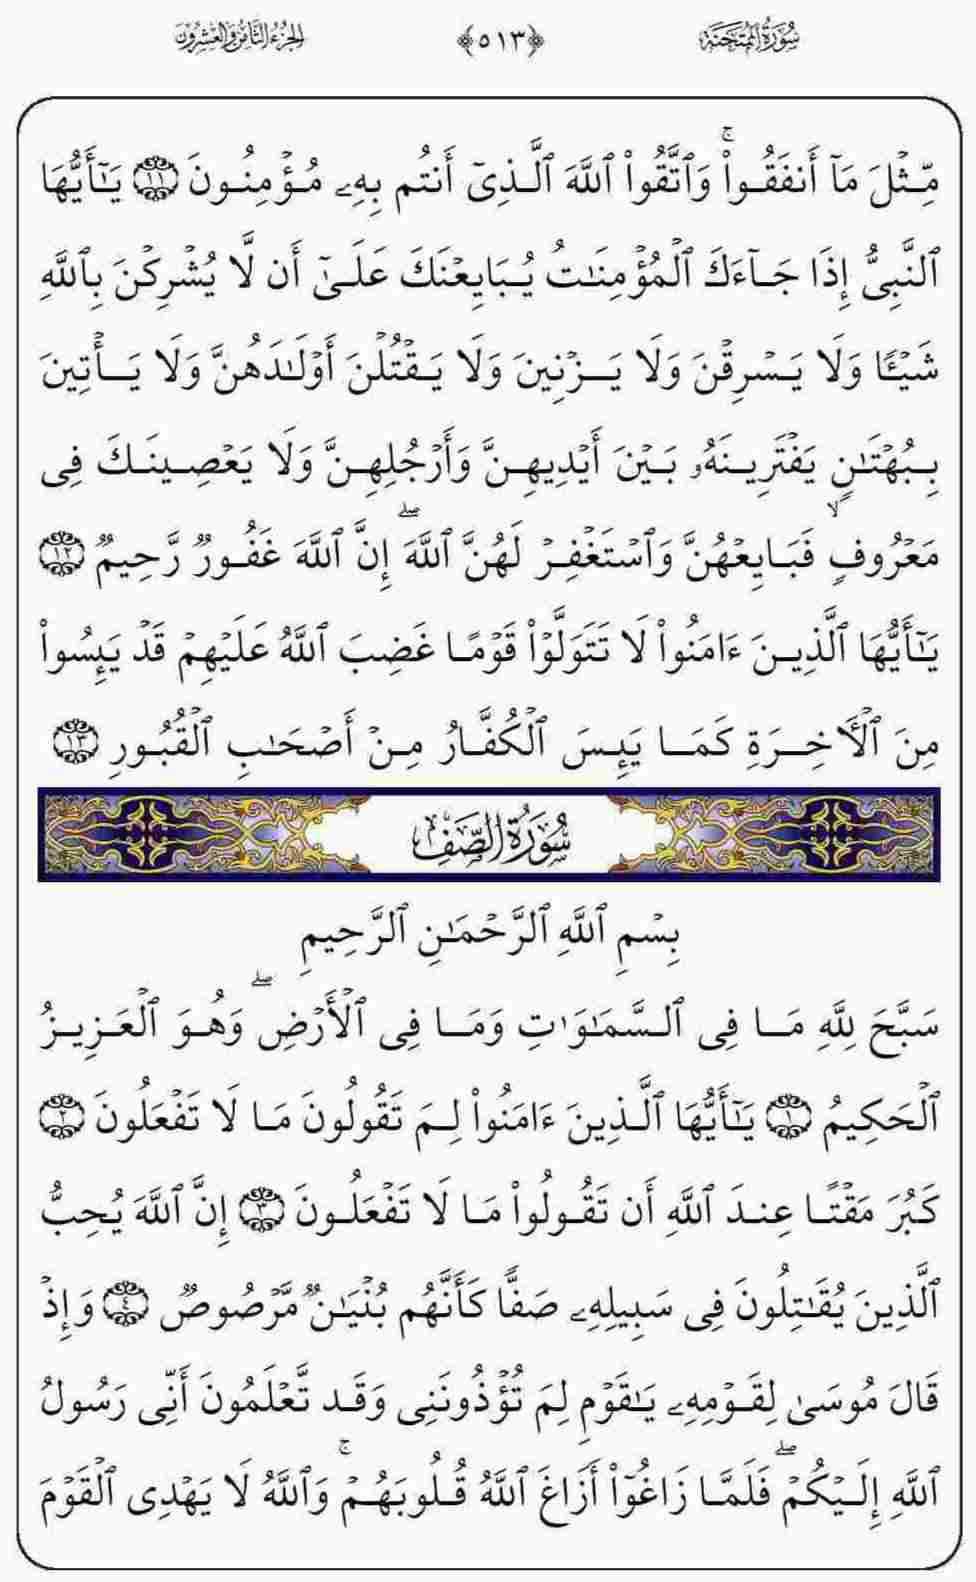 سُورَةُ المُمْتَحنَة ﴿٥١٣﴾ الجُزءُ الثَّامِنُ وَالعِشرُونَ
مِّثْلَ مَآ أَنفَقُوا۟ ۚ وَٱتَّقُوا۟ ٱللَّهَ ٱلَّذِىٓ أَنتُم بِهِۦ مُؤْمِنُونَ ١١ يَـٰٓأَيُّهَا
ٱلنَّبِىُّ إِذَا جَآءَكَ ٱلْمُؤْمِنَـٰتُ يُبَايِعْنَكَ عَلَىٰٓ أَن لَّا يُشْرِكْنَ بِٱللَّهِ
شَيْـًٔا وَلَا يَسْرِقْنَ وَلَا يَزْنِينَ وَلَا يَقْتُلْنَ أَوْلَـٰدَهُنَّ وَلَا يَأْتِينَ
بِبُهْتَـٰنٍ يَفْتَرِينَهُۥ بَيْنَ أَيْدِيهِنَّ وَأَرْجُلِهِنَّ وَلَا يَعْصِينَكَ فِى
مَعْرُوفٍ ۙ فَبَايِعْهُنَّ وَٱسْتَغْفِرْ لَهُنَّ ٱللَّهَ ۖ إِنَّ ٱللَّهَ غَفُورٌ رَّحِيمٌ ١٢
يَـٰٓأَيُّهَا ٱلَّذِينَ ءَامَنُوا۟ لَا تَتَوَلَّوْا۟ قَوْمًا غَضِبَ ٱللَّهُ عَلَيْهِمْ قَدْ يَئِسُوا۟
مِنَ ٱلْـَٔاخِرَةِ كَمَا يَئِسَ ٱلْكُفَّارُ مِنْ أَصْحَـٰبِ ٱلْقُبُورِ ١٣
سُورَةُ الصَّفِّ
بِسْمِ ٱللَّهِ ٱلرَّحْمَـٰنِ ٱلرَّحِيمِ
سَبَّحَ لِلَّهِ مَا فِى ٱلسَّمَـٰوَٰتِ وَمَا فِى ٱلْأَرْضِ ۖ وَهُوَ ٱلْعَزِيزُ
ٱلْحَكِيمُ ١ يَـٰٓأَيُّهَا ٱلَّذِينَ ءَامَنُوا۟ لِمَ تَقُولُونَ مَا لَا تَفْعَلُونَ ٢
كَبُرَ مَقْتًا عِندَ ٱللَّهِ أَن تَقُولُوا۟ مَا لَا تَفْعَلُونَ ٣ إِنَّ ٱللَّهَ يُحِبُّ
ٱلَّذِينَ يُقَـٰتِلُونَ فِى سَبِيلِهِۦ صَفًّا كَأَنَّهُم بُنْيَـٰنٌ مَّرْصُوصٌ ٤ وَإِذْ
قَالَ مُوسَىٰ لِقَوْمِهِۦ يَـٰقَوْمِ لِمَ تُؤْذُونَنِى وَقَد تَّعْلَمُونَ أَنِّى رَسُولُ
ٱللَّهِ إِلَيْكُمْ ۖ فَلَمَّا زَاغُوٓا۟ أَزَاغَ ٱللَّهُ قُلُوبَهُمْ ۚ وَٱللَّهُ لَا يَهْدِى ٱلْقَوْمَ